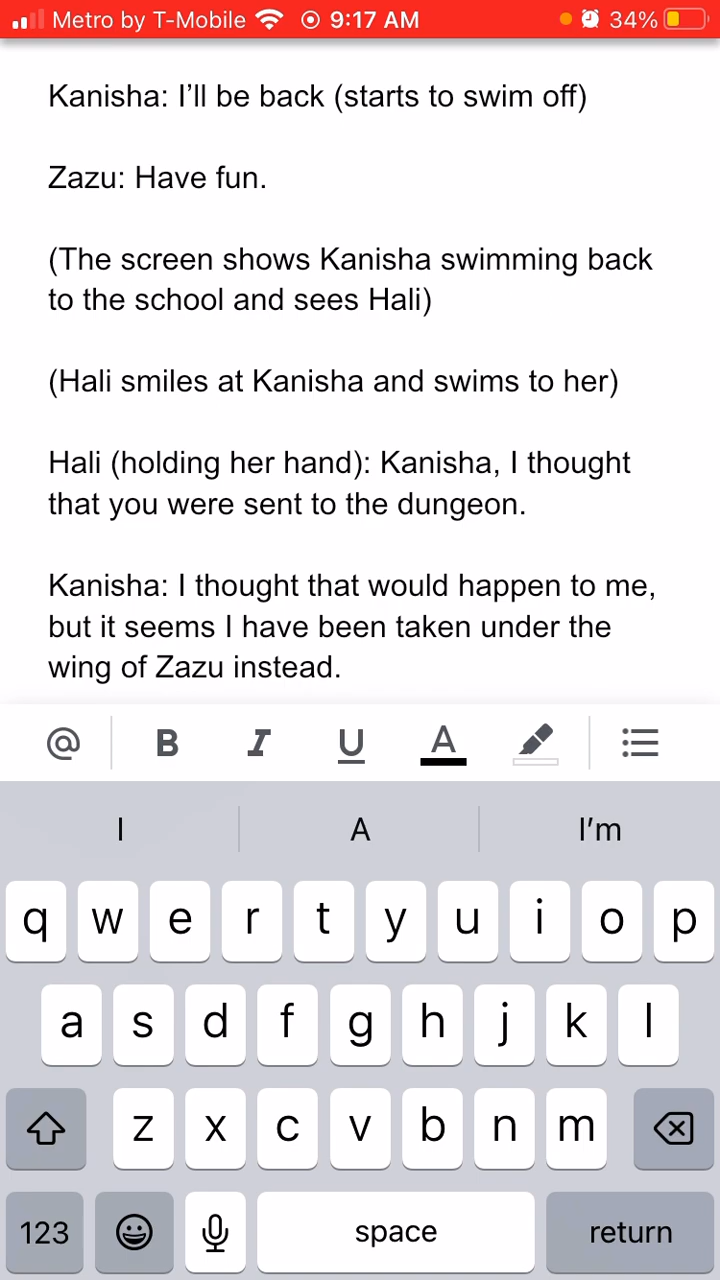 Metro by T-Mobile 9:17 AM 34%
Kanisha: I’ll be back (starts to swim off)
Zazu: Have fun.
(The screen shows Kanisha swimming back
to the school and sees Hali)
(Hali smiles at Kanisha and swims to her)
Hali (holding her hand): Kanisha, I thought
that you were sent to the dungeon.
Kanisha: I thought that would happen to me,
but it seems I have been taken under the
wing of Zazu instead.
@ B I U A
I A I’m
q w e r t y u i o p
a s d f g h j k l
z x c v b n m
123 space return